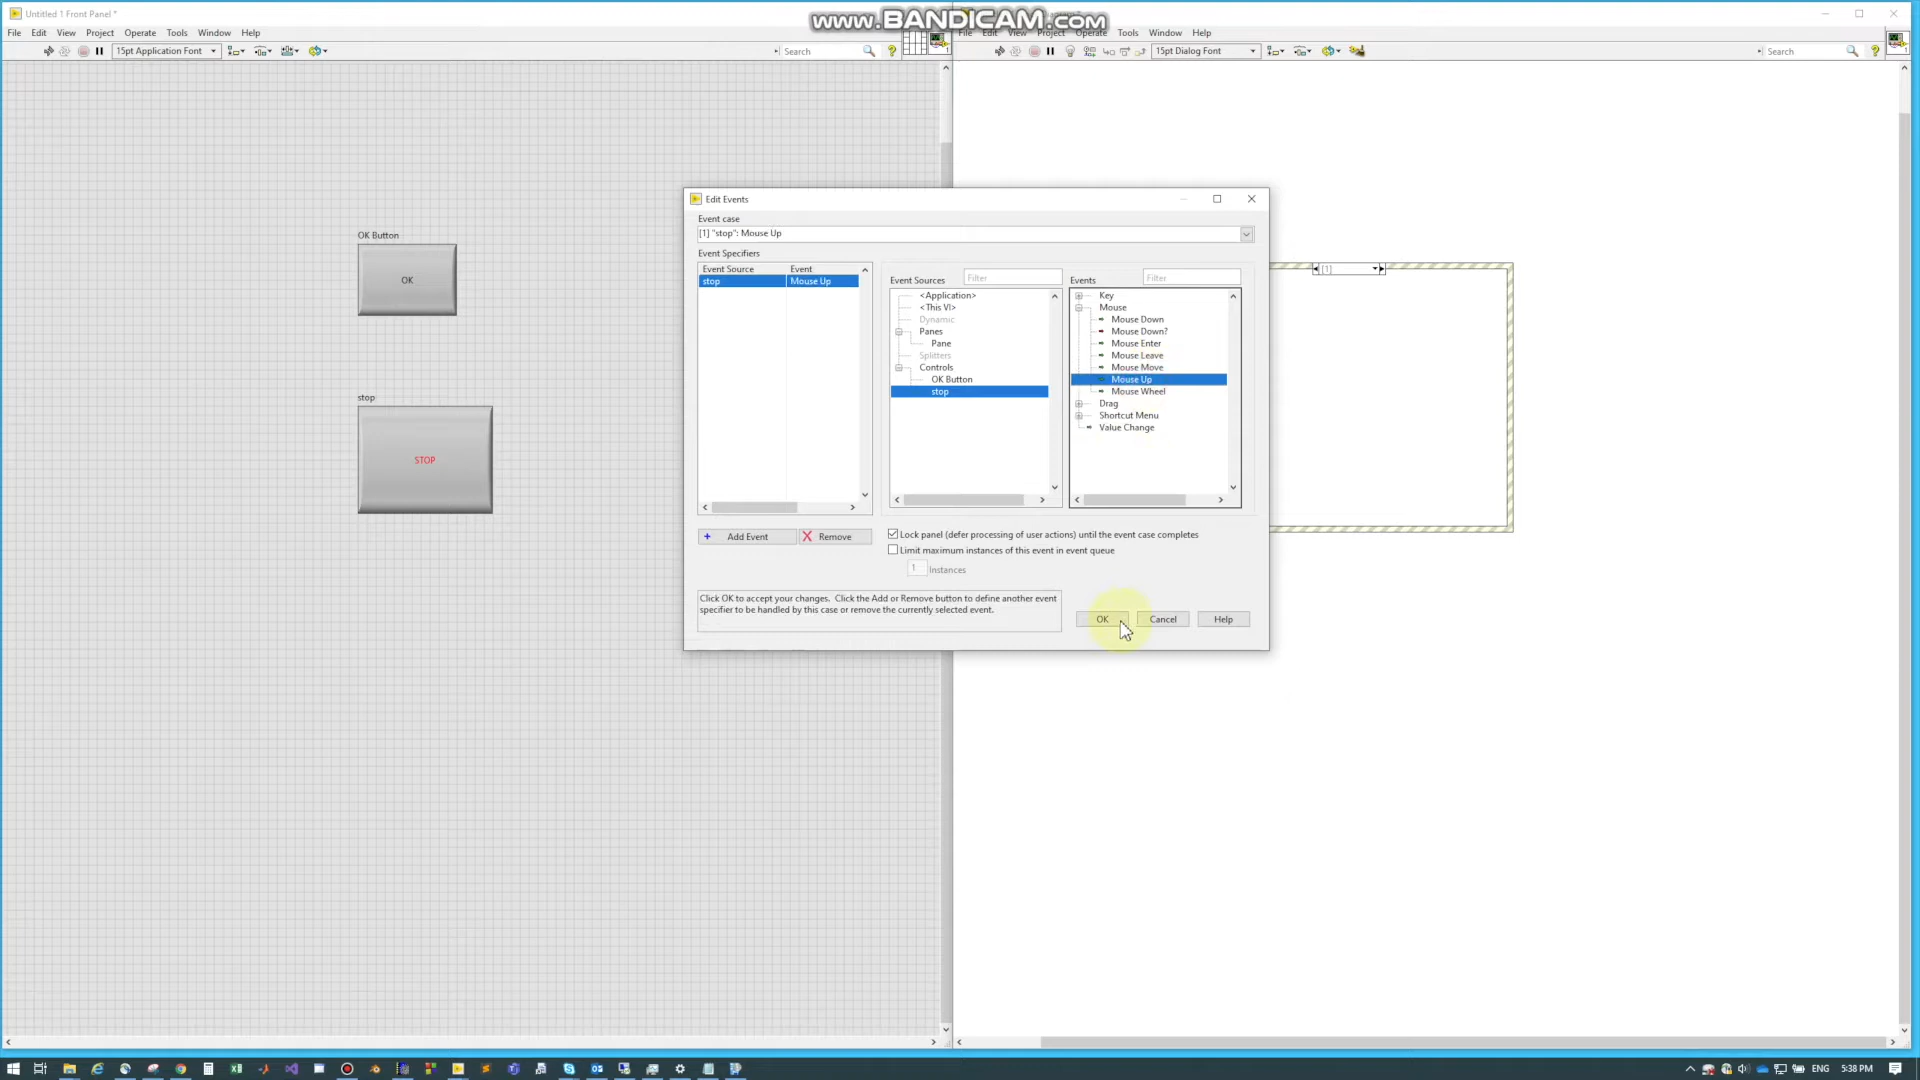 Untitled 1 Front Panel *
www.BANDICAM.com
File Edit View Project Operate Tools Window Help
File Edit View Project Operate Tools Window Help
15pt Application Font
Search
15pt Dialog Font
Search
Edit Events
Event case
[1] "stop": Mouse Up
Event Specifiers
Event Source Event
stop Mouse Up
Event Sources Filter
<Application>
<This VI>
Dynamic
Panes
Pane
Splitters
Controls
OK Button
stop
Events Filter
Key
Mouse
Mouse Down
Mouse Down?
Mouse Enter
Mouse Leave
Mouse Move
Mouse Up
Mouse Wheel
Drag
Shortcut Menu
Value Change
OK Button
OK
stop
STOP
[1]
Add Event
Remove
Lock panel (defer processing of user actions) until the event case completes
Limit maximum instances of this event in event queue
1 Instances
Click OK to accept your changes. Click the Add or Remove button to define another event
specifier to be handled by this case or remove the currently selected event.
OK Cancel Help
ENG 5:38 PM